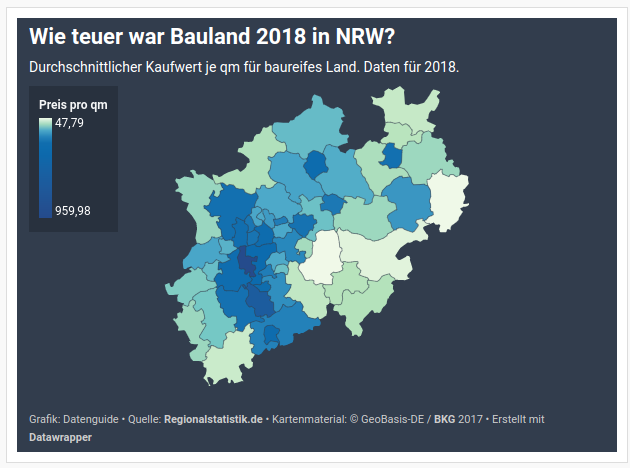 Wie teuer war Bauland 2018 in NRW?
Durchschnittlicher Kaufwert je qm für baureifes Land. Daten für 2018.
Preis pro qm
47,79
959,98
Grafik: Datenguide • Quelle: Regionalstatistik.de • Kartenmaterial: © GeoBasis-DE / BKG 2017 • Erstellt mit
Datawrapper